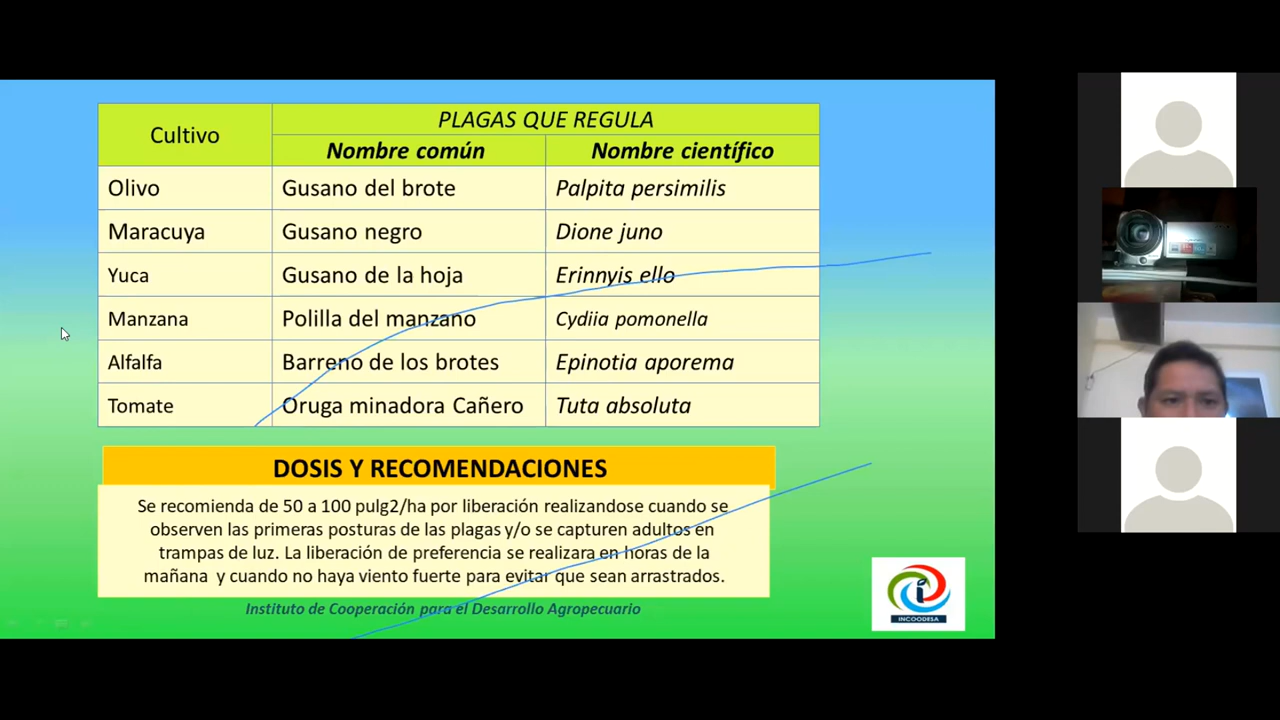 Cultivo
PLAGAS QUE REGULA
Nombre común Nombre científico
Olivo Gusano del brote Palpita persimilis
Maracuya Gusano negro Dione juno
Yuca Gusano de la hoja Erinnyis ello
Manzana Polilla del manzano Cydiia pomonella
Alfalfa Barreno de los brotes Epinotia aporema
Tomate Oruga minadora Cañero Tuta absoluta
DOSIS Y RECOMENDACIONES
Se recomienda de 50 a 100 pulg2/ha por liberación realizandose cuando se
observen las primeras posturas de las plagas y/o se capturen adultos en
trampas de luz. La liberación de preferencia se realizara en horas de la
mañana y cuando no haya viento fuerte para evitar que sean arrastrados.
Instituto de Cooperación para el Desarrollo Agropecuario
INCOODESA